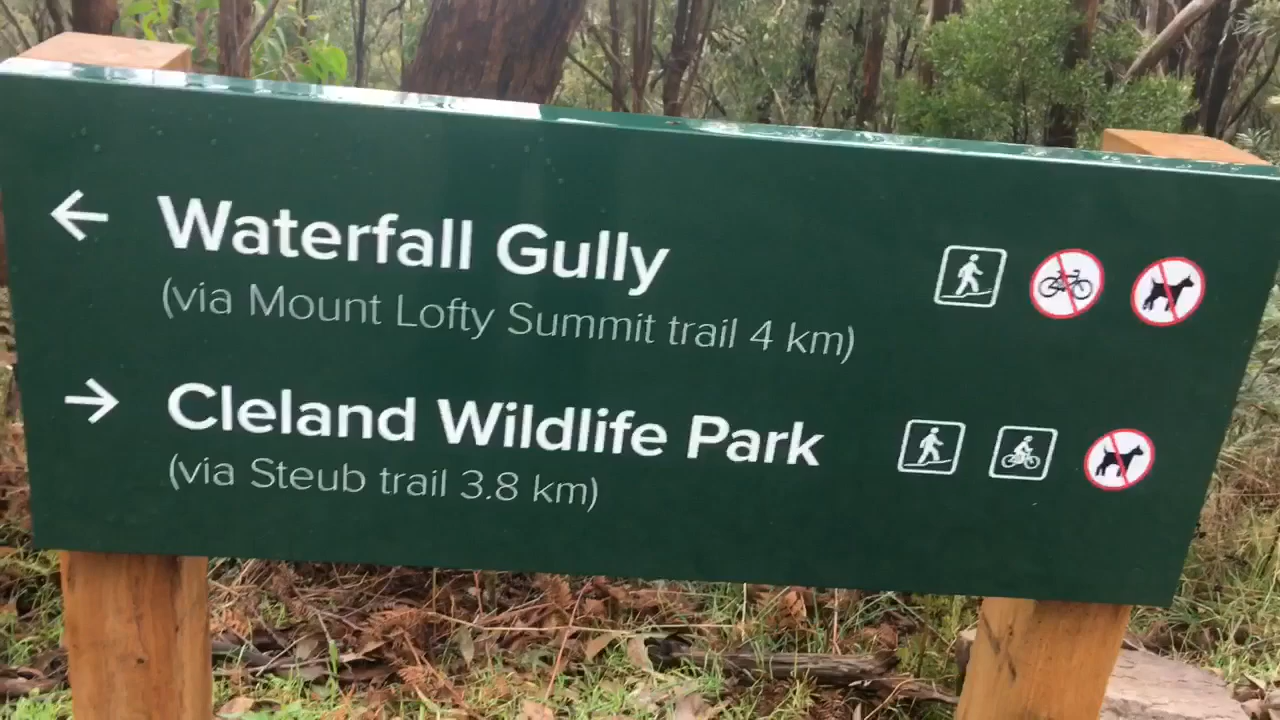 ← Waterfall Gully
(via Mount Lofty Summit trail 4 km)
→ Cleland Wildlife Park
(via Steub trail 3.8 km)